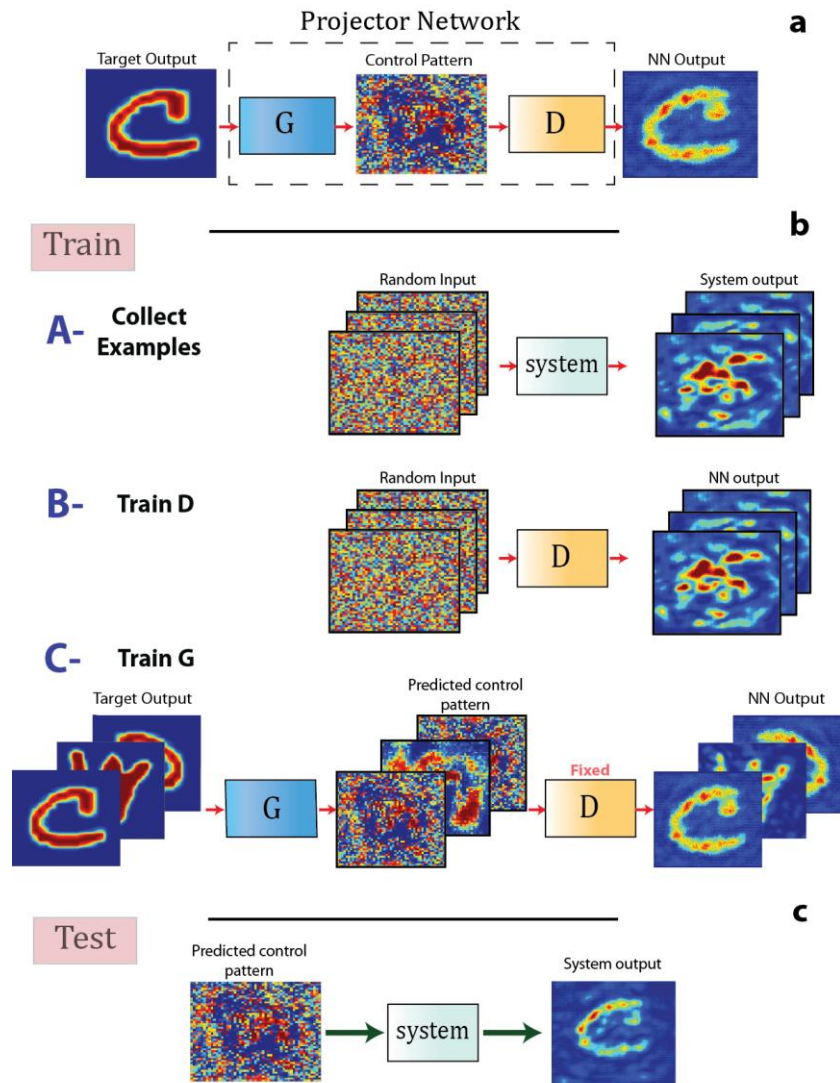 Projector Network
a
Target Output
Control Pattern
NN Output
G
D
b
Train
Random Input
System output
A- Collect
Examples
system
Random Input
NN output
B- Train D
D
C- Train G
Target Output
Predicted control
pattern
NN Output
Fixed
G
D
c
Test
Predicted control
pattern
System output
system